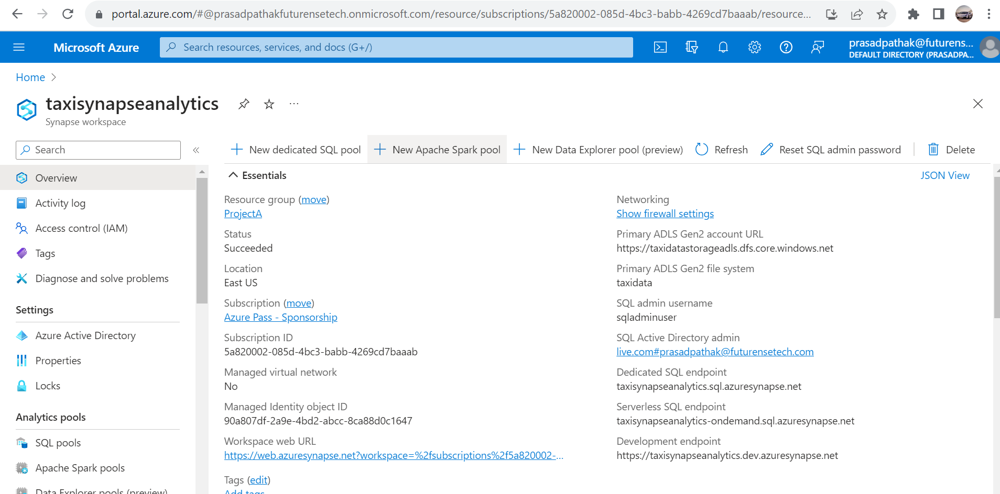 portal.azure.com/#@prasadpathakfuturensetech.onmicrosoft.com/resource/subscriptions/5a820002-085d-4bc3-babb-4269cd7baaab/resource...
Microsoft Azure
Search resources, services, and docs (G+/)
prasadpathak@futurens...
DEFAULT DIRECTORY (PRASADPA...
Home
taxisynapseanalytics
Synapse workspace
Search
New dedicated SQL pool
New Apache Spark pool
New Data Explorer pool (preview)
Refresh
Reset SQL admin password
Delete
Overview
Activity log
Access control (IAM)
Tags
Diagnose and solve problems
Settings
Azure Active Directory
Properties
Locks
Analytics pools
SQL pools
Apache Spark pools
Data Explorer pools (preview)
Essentials
JSON View
Resource group (move)
ProjectA
Status
Succeeded
Location
East US
Subscription (move)
Azure Pass - Sponsorship
Subscription ID
5a820002-085d-4bc3-babb-4269cd7baaab
Managed virtual network
No
Managed Identity object ID
90a807df-2a9e-4bd2-abcc-8ca88d0c1647
Workspace web URL
https://web.azuresynapse.net?workspace=%2fsubscriptions%2f5a820002-...
Tags (edit)
Add tags
Networking
Show firewall settings
Primary ADLS Gen2 account URL
https://taxidatastorageadls.dfs.core.windows.net
Primary ADLS Gen2 file system
taxidata
SQL admin username
sqladminuser
SQL Active Directory admin
live.com#prasadpathak@futurensetech.com
Dedicated SQL endpoint
taxisynapseanalytics.sql.azuresynapse.net
Serverless SQL endpoint
taxisynapseanalytics-ondemand.sql.azuresynapse.net
Development endpoint
https://taxisynapseanalytics.dev.azuresynapse.net